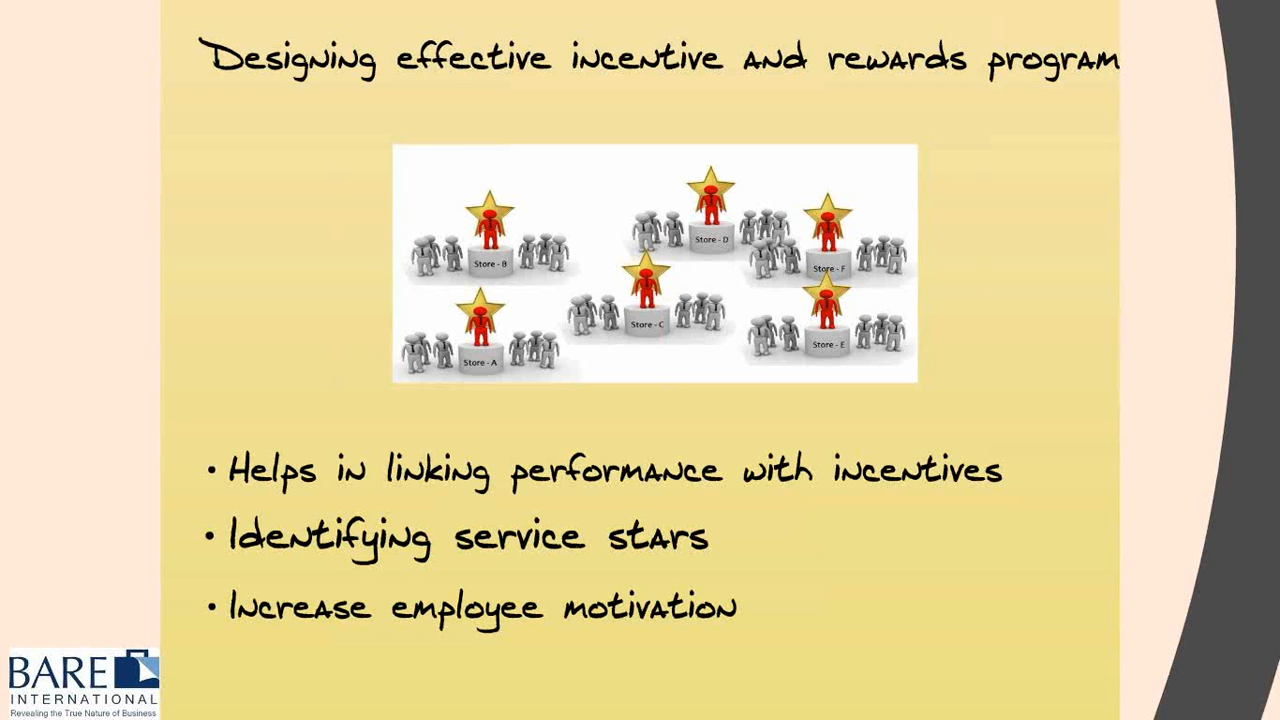 Designing effective incentive and rewards program
Store - D
Store - B
Store - F
Store - C
Store - E
Store - A
• Helps in linking performance with incentives
• Identifying service stars
• Increase employee motivation
BARE
INTERNATIONAL
Revealing the True Nature of Business